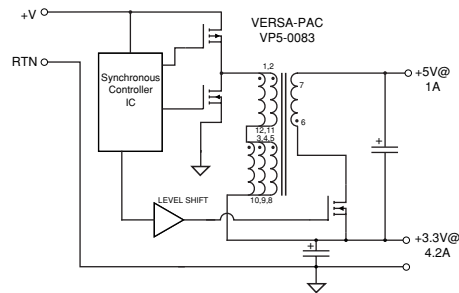 +V
VERSA-PAC
VP5-0083
RTN
Synchronous
Controller
IC
1,2
7
+5V@
1A
12,11
3,4,5
6
10,9,8
LEVEL SHIFT
+
+
+3.3V@
4.2A